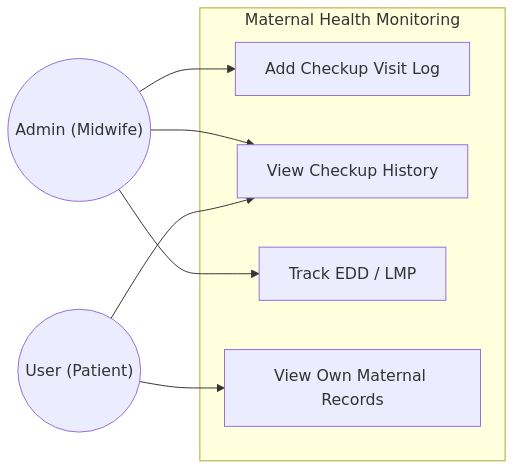 Maternal Health Monitoring
Add Checkup Visit Log
Admin (Midwife)
View Checkup History
Track EDD / LMP
User (Patient)
View Own Maternal
Records